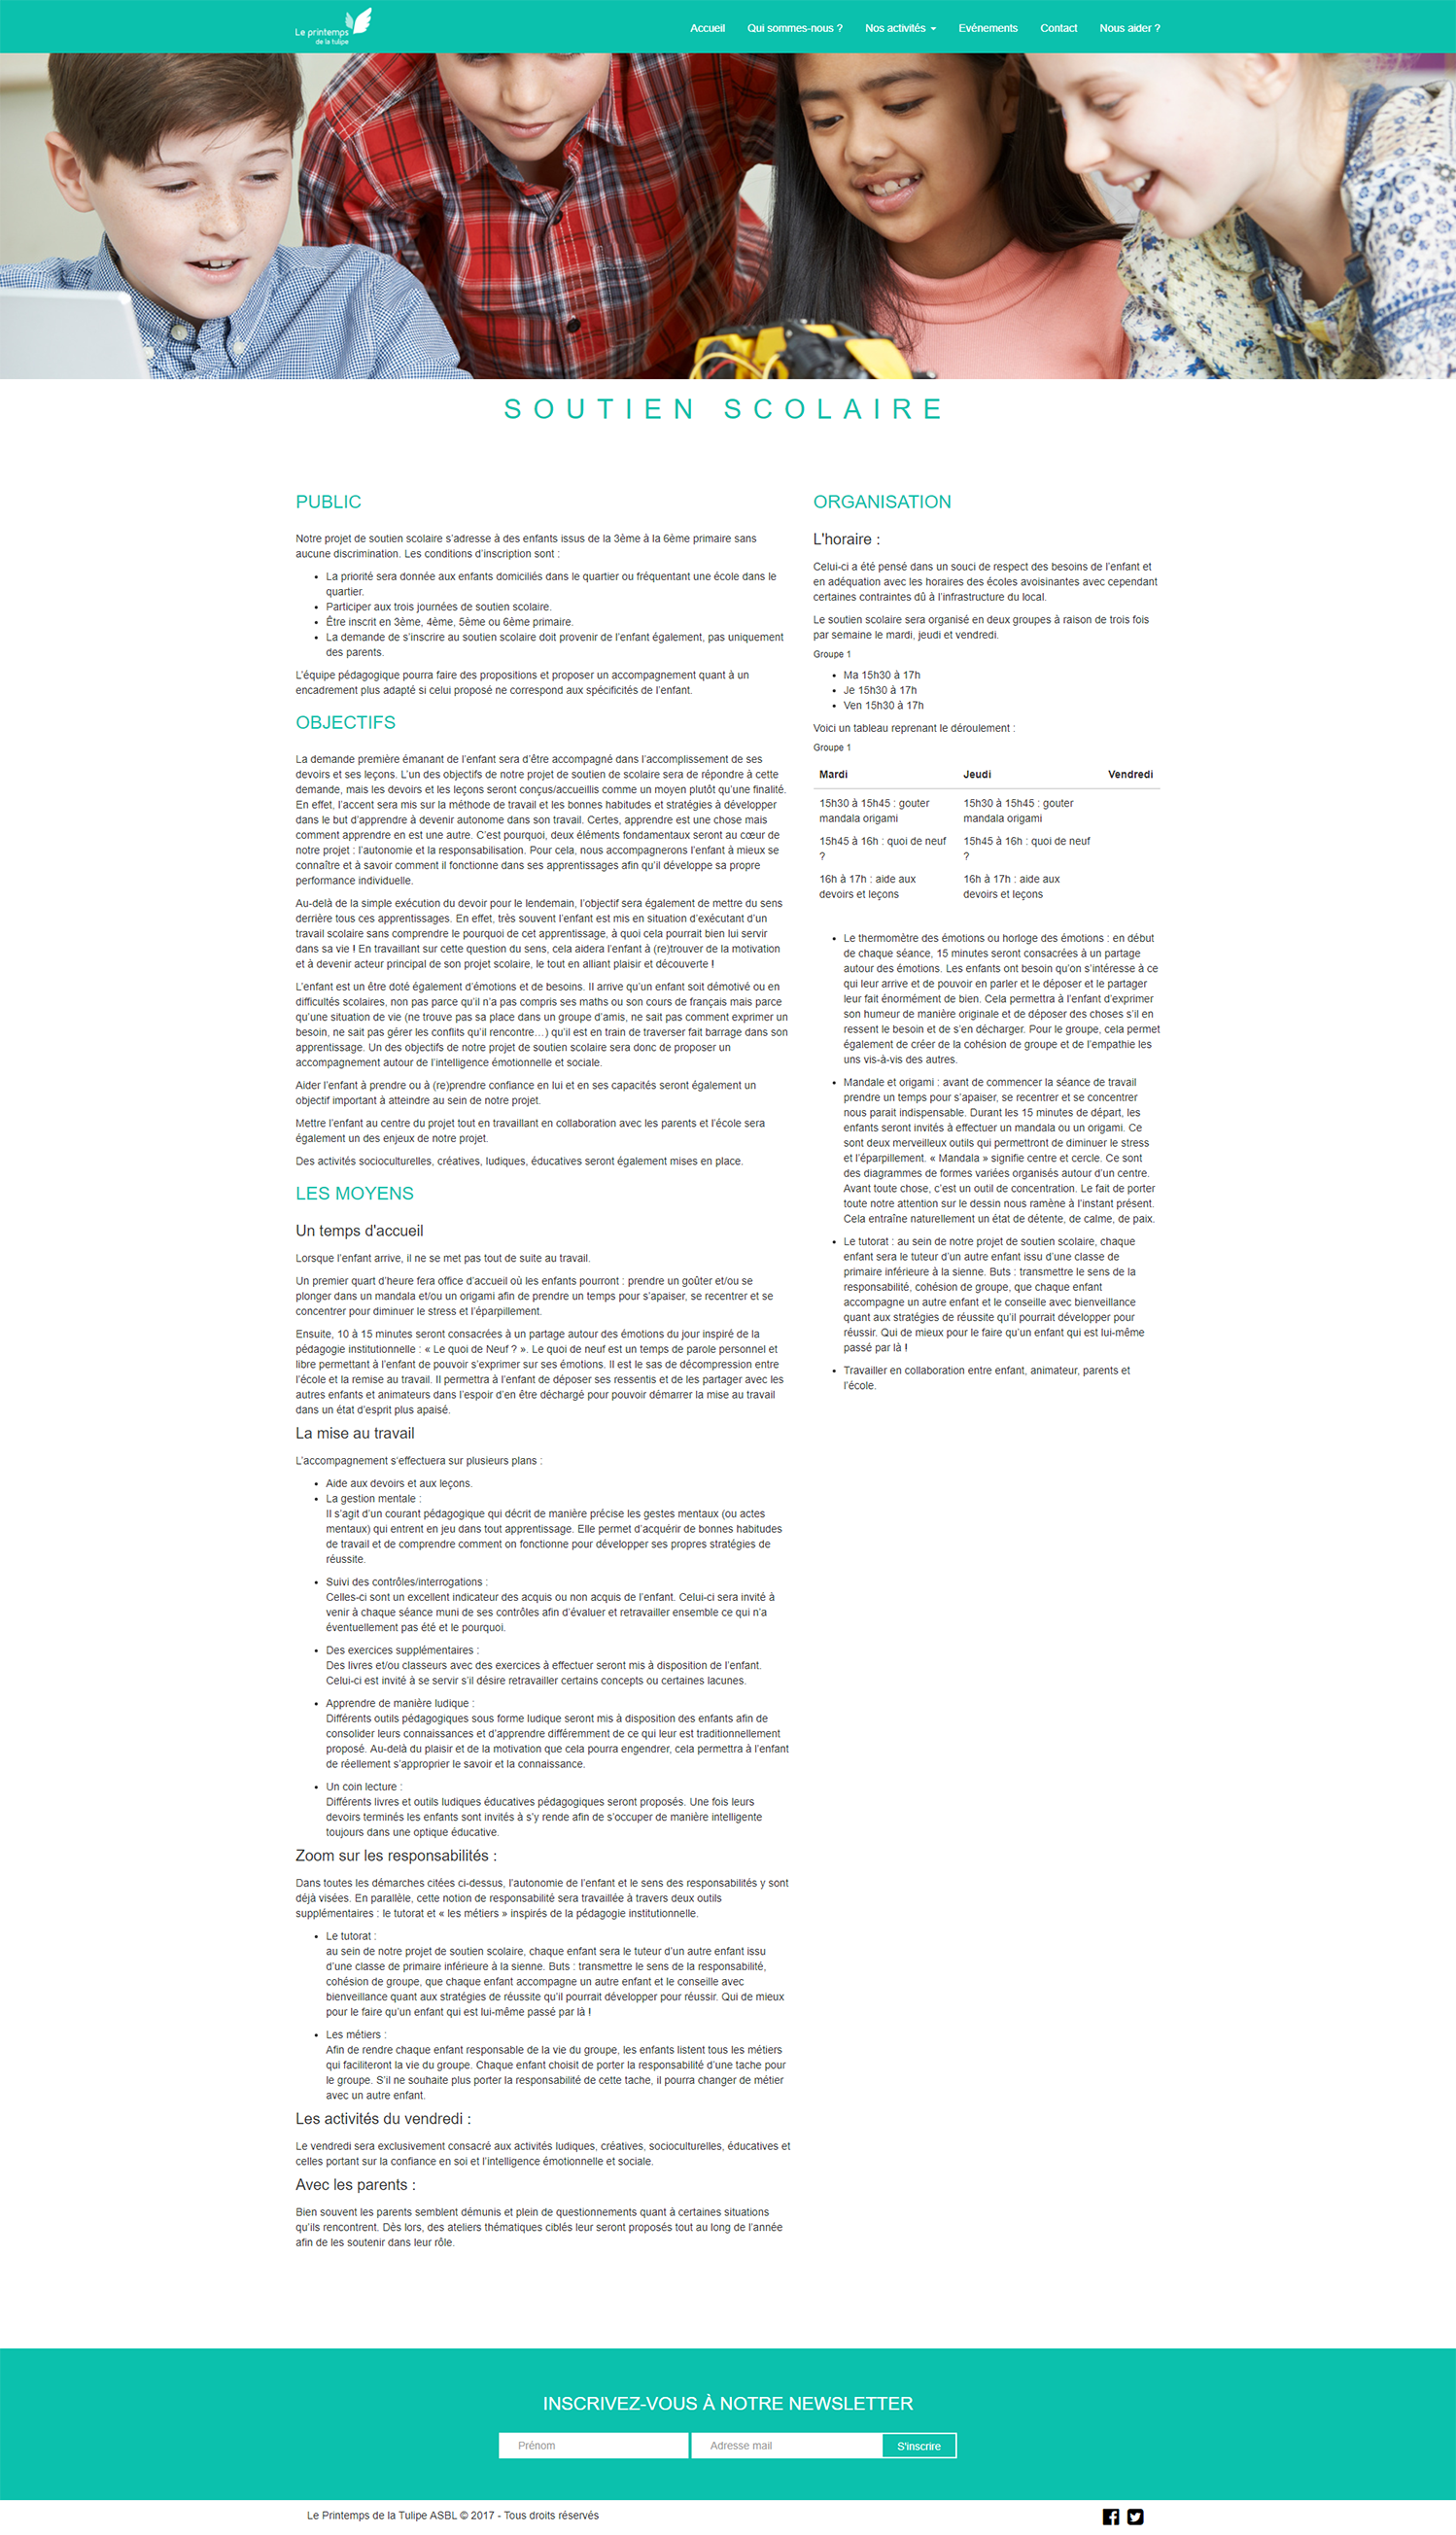 Le printemps
de la tulipe
Accueil
Qui sommes-nous ?
Nos activités
Evénements
Contact
Nous aider ?
SOUTIEN SCOLAIRE
PUBLIC
Notre projet de soutien scolaire s’adresse à des enfants issus de la 3ème à la 6ème primaire sans
aucune discrimination. Les conditions d’inscription sont :
• La priorité sera donnée aux enfants domiciliés dans le quartier ou fréquentant une école dans le
quartier.
• Participer aux trois journées de soutien scolaire.
• Être inscrit en 3ème, 4ème, 5ème ou 6ème primaire.
• La demande de s’inscrire au soutien scolaire doit provenir de l’enfant également, pas uniquement
des parents.
L’équipe pédagogique pourra faire des propositions et proposer un accompagnement quant à un
encadrement plus adapté si celui proposé ne correspond aux spécificités de l’enfant.
OBJECTIFS
La demande première émanant de l’enfant sera d’être accompagné dans l’accomplissement de ses
devoirs et ses leçons. L’un des objectifs de notre projet de soutien de scolaire sera de répondre à cette
demande, mais les devoirs et les leçons seront conçus/accueillis comme un moyen plutôt qu’une finalité.
En effet, l’accent sera mis sur la méthode de travail et les bonnes habitudes et stratégies à développer
dans le but d’apprendre à devenir autonome dans son travail. Certes, apprendre est une chose mais
comment apprendre en est une autre. C’est pourquoi, deux éléments fondamentaux seront au cœur de
notre projet : l’autonomie et la responsabilisation. Pour cela, nous accompagnerons l’enfant à mieux se
connaître et à savoir comment il fonctionne dans ses apprentissages afin qu’il développe sa propre
performance individuelle.
Au-delà de la simple exécution du devoir pour le lendemain, l’objectif sera également de mettre du sens
derrière tous ces apprentissages. En effet, très souvent l’enfant est mis en situation d’exécutant d’un
travail scolaire sans comprendre le pourquoi de cet apprentissage, à quoi cela pourrait bien lui servir
dans sa vie ! En travaillant sur cette question du sens, cela aidera l’enfant à (re)trouver de la motivation
et à devenir acteur principal de son projet scolaire, le tout en alliant plaisir et découverte !
L’enfant est un être doté également d’émotions et de besoins. Il arrive qu’un enfant soit démotivé ou en
difficultés scolaires, non pas parce qu’il n’a pas compris ses maths ou son cours de français mais parce
qu’une situation de vie (ne trouve pas sa place dans un groupe d’amis, ne sait pas comment exprimer un
besoin, ne sait pas gérer les conflits qu’il rencontre…) qu’il est en train de traverser fait barrage dans son
apprentissage. Un des objectifs de notre projet de soutien scolaire sera donc de proposer un
accompagnement autour de l’intelligence émotionnelle et sociale.
Aider l’enfant à prendre ou à (re)prendre confiance en lui et en ses capacités seront également un
objectif important à atteindre au sein de notre projet.
Mettre l’enfant au centre du projet tout en travaillant en collaboration avec les parents et l’école sera
également un des enjeux de notre projet.
Des activités socioculturelles, créatives, ludiques, éducatives seront également mises en place.
LES MOYENS
Un temps d'accueil
Lorsque l’enfant arrive, il ne se met pas tout de suite au travail.
Un premier quart d’heure fera office d’accueil où les enfants pourront : prendre un goûter et/ou se
plonger dans un mandala et/ou un origami afin de prendre un temps pour s’apaiser, se recentrer et se
concentrer pour diminuer le stress et l’éparpillement.
Ensuite, 10 à 15 minutes seront consacrées à un partage autour des émotions du jour inspiré de la
pédagogie institutionnelle : « Le quoi de Neuf ? ». Le quoi de neuf est un temps de parole personnel et
libre permettant à l’enfant de pouvoir s’exprimer sur ses émotions. Il est le sas de décompression entre
l’école et la remise au travail. Il permettra à l’enfant de déposer ses ressentis et de les partager avec les
autres enfants et animateurs dans l’espoir d’en être déchargé pour pouvoir démarrer la mise au travail
dans un état d’esprit plus apaisé.
La mise au travail
L’accompagnement s’effectuera sur plusieurs plans :
• Aide aux devoirs et aux leçons.
• La gestion mentale :
Il s’agit d’un courant pédagogique qui décrit de manière précise les gestes mentaux (ou actes
mentaux) qui entrent en jeu dans tout apprentissage. Elle permet d’acquérir de bonnes habitudes
de travail et de comprendre comment on fonctionne pour développer ses propres stratégies de
réussite.
• Suivi des contrôles/interrogations :
Celles-ci sont un excellent indicateur des acquis ou non acquis de l’enfant. Celui-ci sera invité à
venir à chaque séance muni de ses contrôles afin d’évaluer et retravailler ensemble ce qui n’a
éventuellement pas été et le pourquoi.
• Des exercices supplémentaires :
Des livres et/ou classeurs avec des exercices à effectuer seront mis à disposition de l’enfant.
Celui-ci est invité à se servir s’il désire retravailler certains concepts ou certaines lacunes.
• Apprendre de manière ludique :
Différents outils pédagogiques sous forme ludique seront mis à disposition des enfants afin de
consolider leurs connaissances et d’apprendre différemment de ce qui leur est traditionnellement
proposé. Au-delà du plaisir et de la motivation que cela pourra engendrer, cela permettra à l’enfant
de réellement s’approprier le savoir et la connaissance.
• Un coin lecture :
Différents livres et outils ludiques éducatives pédagogiques seront proposés. Une fois leurs
devoirs terminés les enfants sont invités à s’y rende afin de s’occuper de manière intelligente
toujours dans une optique éducative.
Zoom sur les responsabilités :
Dans toutes les démarches citées ci-dessus, l’autonomie de l’enfant et le sens des responsabilités y sont
déjà visées. En parallèle, cette notion de responsabilité sera travaillée à travers deux outils
supplémentaires : le tutorat et « les métiers » inspirés de la pédagogie institutionnelle.
• Le tutorat :
au sein de notre projet de soutien scolaire, chaque enfant sera le tuteur d’un autre enfant issu
d’une classe de primaire inférieure à la sienne. Buts : transmettre le sens de la responsabilité,
cohésion de groupe, que chaque enfant accompagne un autre enfant et le conseille avec
bienveillance quant aux stratégies de réussite qu’il pourrait développer pour réussir. Qui de mieux
pour le faire qu’un enfant qui est lui-même passé par là !
• Les métiers :
Afin de rendre chaque enfant responsable de la vie du groupe, les enfants listent tous les métiers
qui faciliteront la vie du groupe. Chaque enfant choisit de porter la responsabilité d’une tache pour
le groupe. S’il ne souhaite plus porter la responsabilité de cette tache, il pourra changer de métier
avec un autre enfant.
Les activités du vendredi :
Le vendredi sera exclusivement consacré aux activités ludiques, créatives, socioculturelles, éducatives et
celles portant sur la confiance en soi et l’intelligence émotionnelle et sociale.
Avec les parents :
Bien souvent les parents semblent démunis et plein de questionnements quant à certaines situations
qu’ils rencontrent. Dès lors, des ateliers thématiques ciblés leur seront proposés tout au long de l’année
afin de les soutenir dans leur rôle.
ORGANISATION
L'horaire :
Celui-ci a été pensé dans un souci de respect des besoins de l’enfant et
en adéquation avec les horaires des écoles avoisinantes avec cependant
certaines contraintes dû à l’infrastructure du local.
Le soutien scolaire sera organisé en deux groupes à raison de trois fois
par semaine le mardi, jeudi et vendredi.
Groupe 1
• Ma 15h30 à 17h
• Je 15h30 à 17h
• Ven 15h30 à 17h
Voici un tableau reprenant le déroulement :
Groupe 1
Mardi Jeudi Vendredi
15h30 à 15h45 : gouter 15h30 à 15h45 : gouter
mandala origami mandala origami
15h45 à 16h : quoi de neuf 15h45 à 16h : quoi de neuf
? ?
16h à 17h : aide aux 16h à 17h : aide aux
devoirs et leçons devoirs et leçons
• Le thermomètre des émotions ou horloge des émotions : en début
de chaque séance, 15 minutes seront consacrées à un partage
autour des émotions. Les enfants ont besoin qu’on s’intéresse à ce
qui leur arrive et de pouvoir en parler et le déposer et le partager
leur fait énormément de bien. Cela permettra à l’enfant d’exprimer
son humeur de manière originale et de déposer des choses s’il en
ressent le besoin et de s’en décharger. Pour le groupe, cela permet
également de créer de la cohésion de groupe et de l’empathie les
uns vis-à-vis des autres.
• Mandale et origami : avant de commencer la séance de travail
prendre un temps pour s’apaiser, se recentrer et se concentrer
nous parait indispensable. Durant les 15 minutes de départ, les
enfants seront invités à effectuer un mandala ou un origami. Ce
sont deux merveilleux outils qui permettront de diminuer le stress
et l’éparpillement. « Mandala » signifie centre et cercle. Ce sont
des diagrammes de formes variées organisés autour d’un centre.
Avant toute chose, c’est un outil de concentration. Le fait de porter
toute notre attention sur le dessin nous ramène à l’instant présent.
Cela entraîne naturellement un état de détente, de calme, de paix.
• Le tutorat : au sein de notre projet de soutien scolaire, chaque
enfant sera le tuteur d’un autre enfant issu d’une classe de
primaire inférieure à la sienne. Buts : transmettre le sens de la
responsabilité, cohésion de groupe, que chaque enfant
accompagne un autre enfant et le conseille avec bienveillance
quant aux stratégies de réussite qu’il pourrait développer pour
réussir. Qui de mieux pour le faire qu’un enfant qui est lui-même
passé par là !
• Travailler en collaboration entre enfant, animateur, parents et
l’école.
INSCRIVEZ-VOUS À NOTRE NEWSLETTER
Prénom
Adresse mail
S'inscrire
Le Printemps de la Tulipe ASBL © 2017 - Tous droits réservés